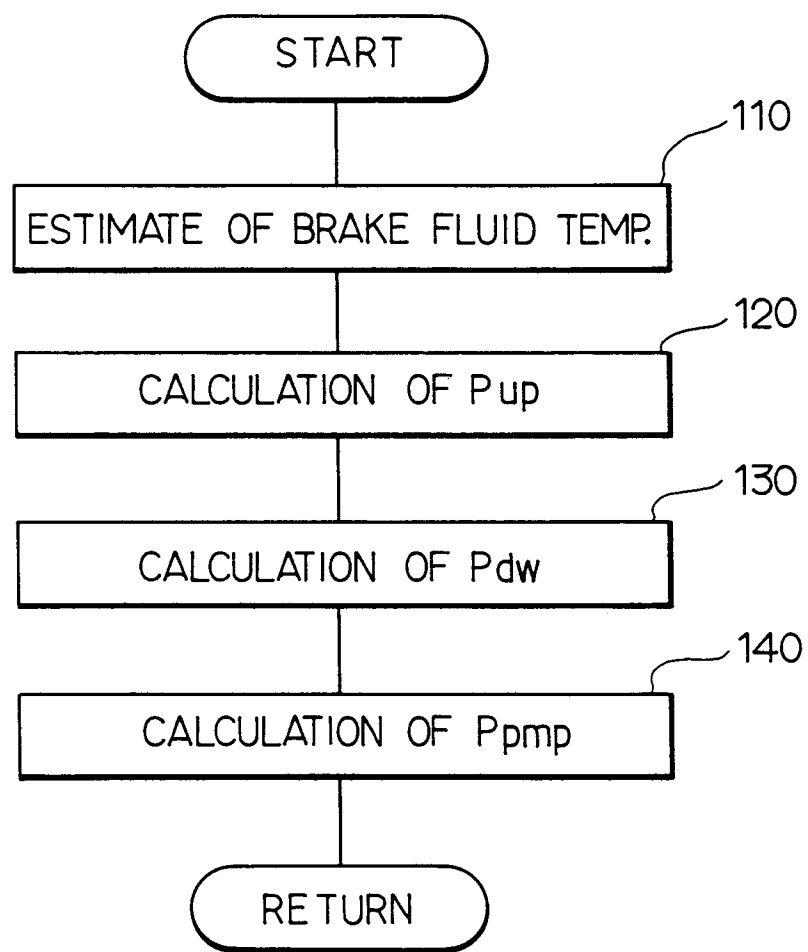 START
110
ESTIMATE OF BRAKE FLUID TEMP.
120
CALCULATION OF Pup
130
CALCULATION OF Pdw
140
CALCULATION OF Ppmp
RETURN